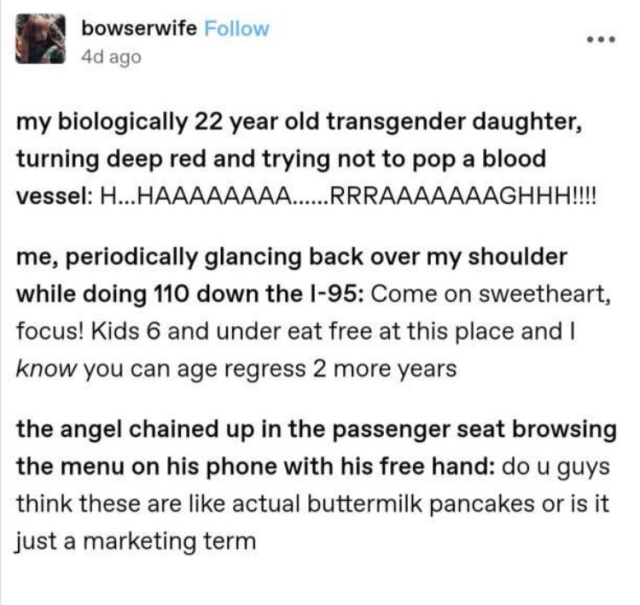 bowserwife Follow
4d ago
my biologically 22 year old transgender daughter,
turning deep red and trying not to pop a blood
vessel: H...HAAAAAAAA......RRRAAAAAAAGHHH!!!!
me, periodically glancing back over my shoulder
while doing 110 down the I-95: Come on sweetheart,
focus! Kids 6 and under eat free at this place and I
know you can age regress 2 more years
the angel chained up in the passenger seat browsing
the menu on his phone with his free hand: do u guys
think these are like actual buttermilk pancakes or is it
just a marketing term